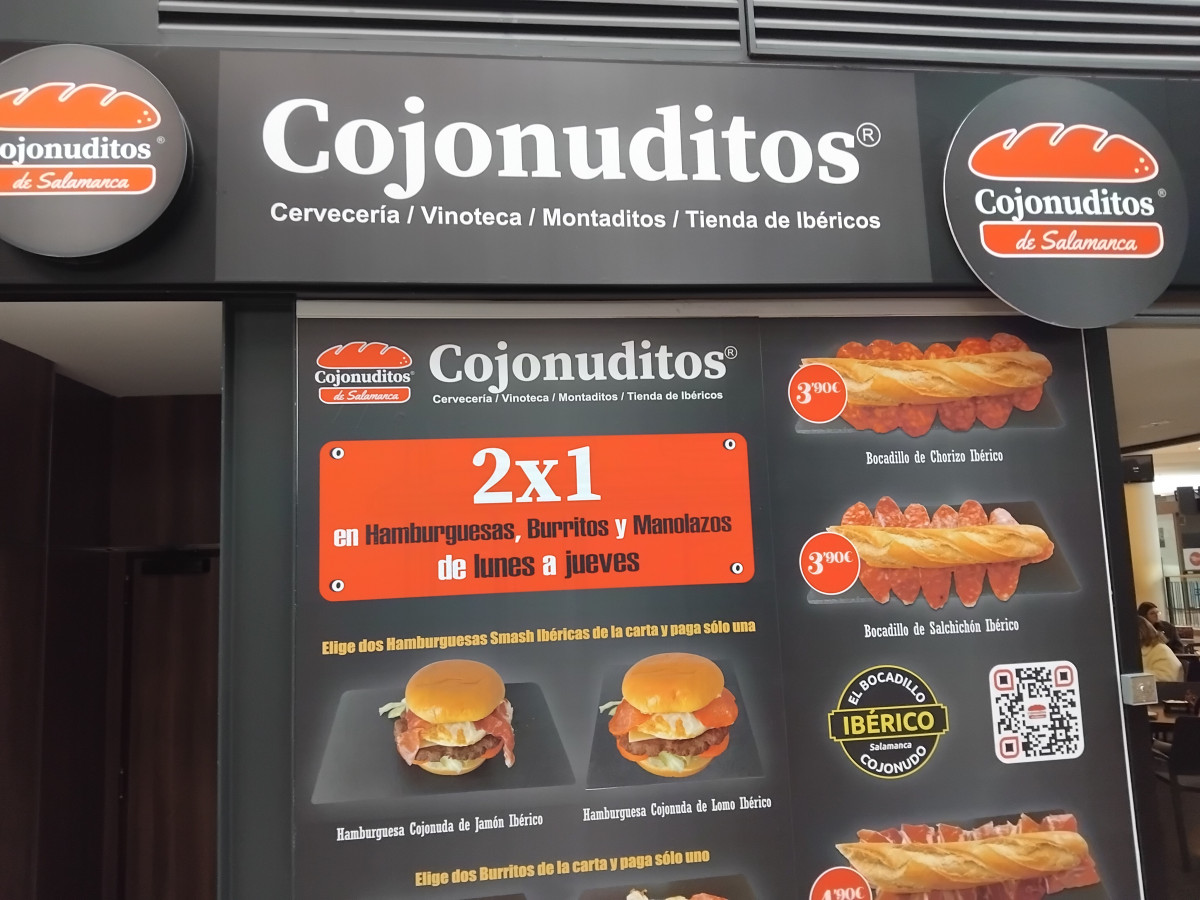 ojonuditos®
de Salamanca
Cojonuditos®
Cervecería / Vinoteca / Montaditos / Tienda de Ibéricos
Cojonuditos®
de Salamanca
Cojonuditos®
de Salamanca
Cojonuditos®
Cervecería / Vinoteca / Montaditos / Tienda de Ibéricos
2x1
en Hamburguesas, Burritos y Manolazos
de lunes a jueves
Elige dos Hamburguesas Smash Ibéricas de la carta y paga sólo una
Hamburguesa Cojonuda de Jamón Ibérico
Hamburguesa Cojonuda de Lomo Ibérico
Elige dos Burritos de la carta y paga sólo uno
3'90€
Bocadillo de Chorizo Ibérico
3'90€
Bocadillo de Salchichón Ibérico
EL BOCADILLO
IBÉRICO
Salamanca
COJONUDO
4'90€